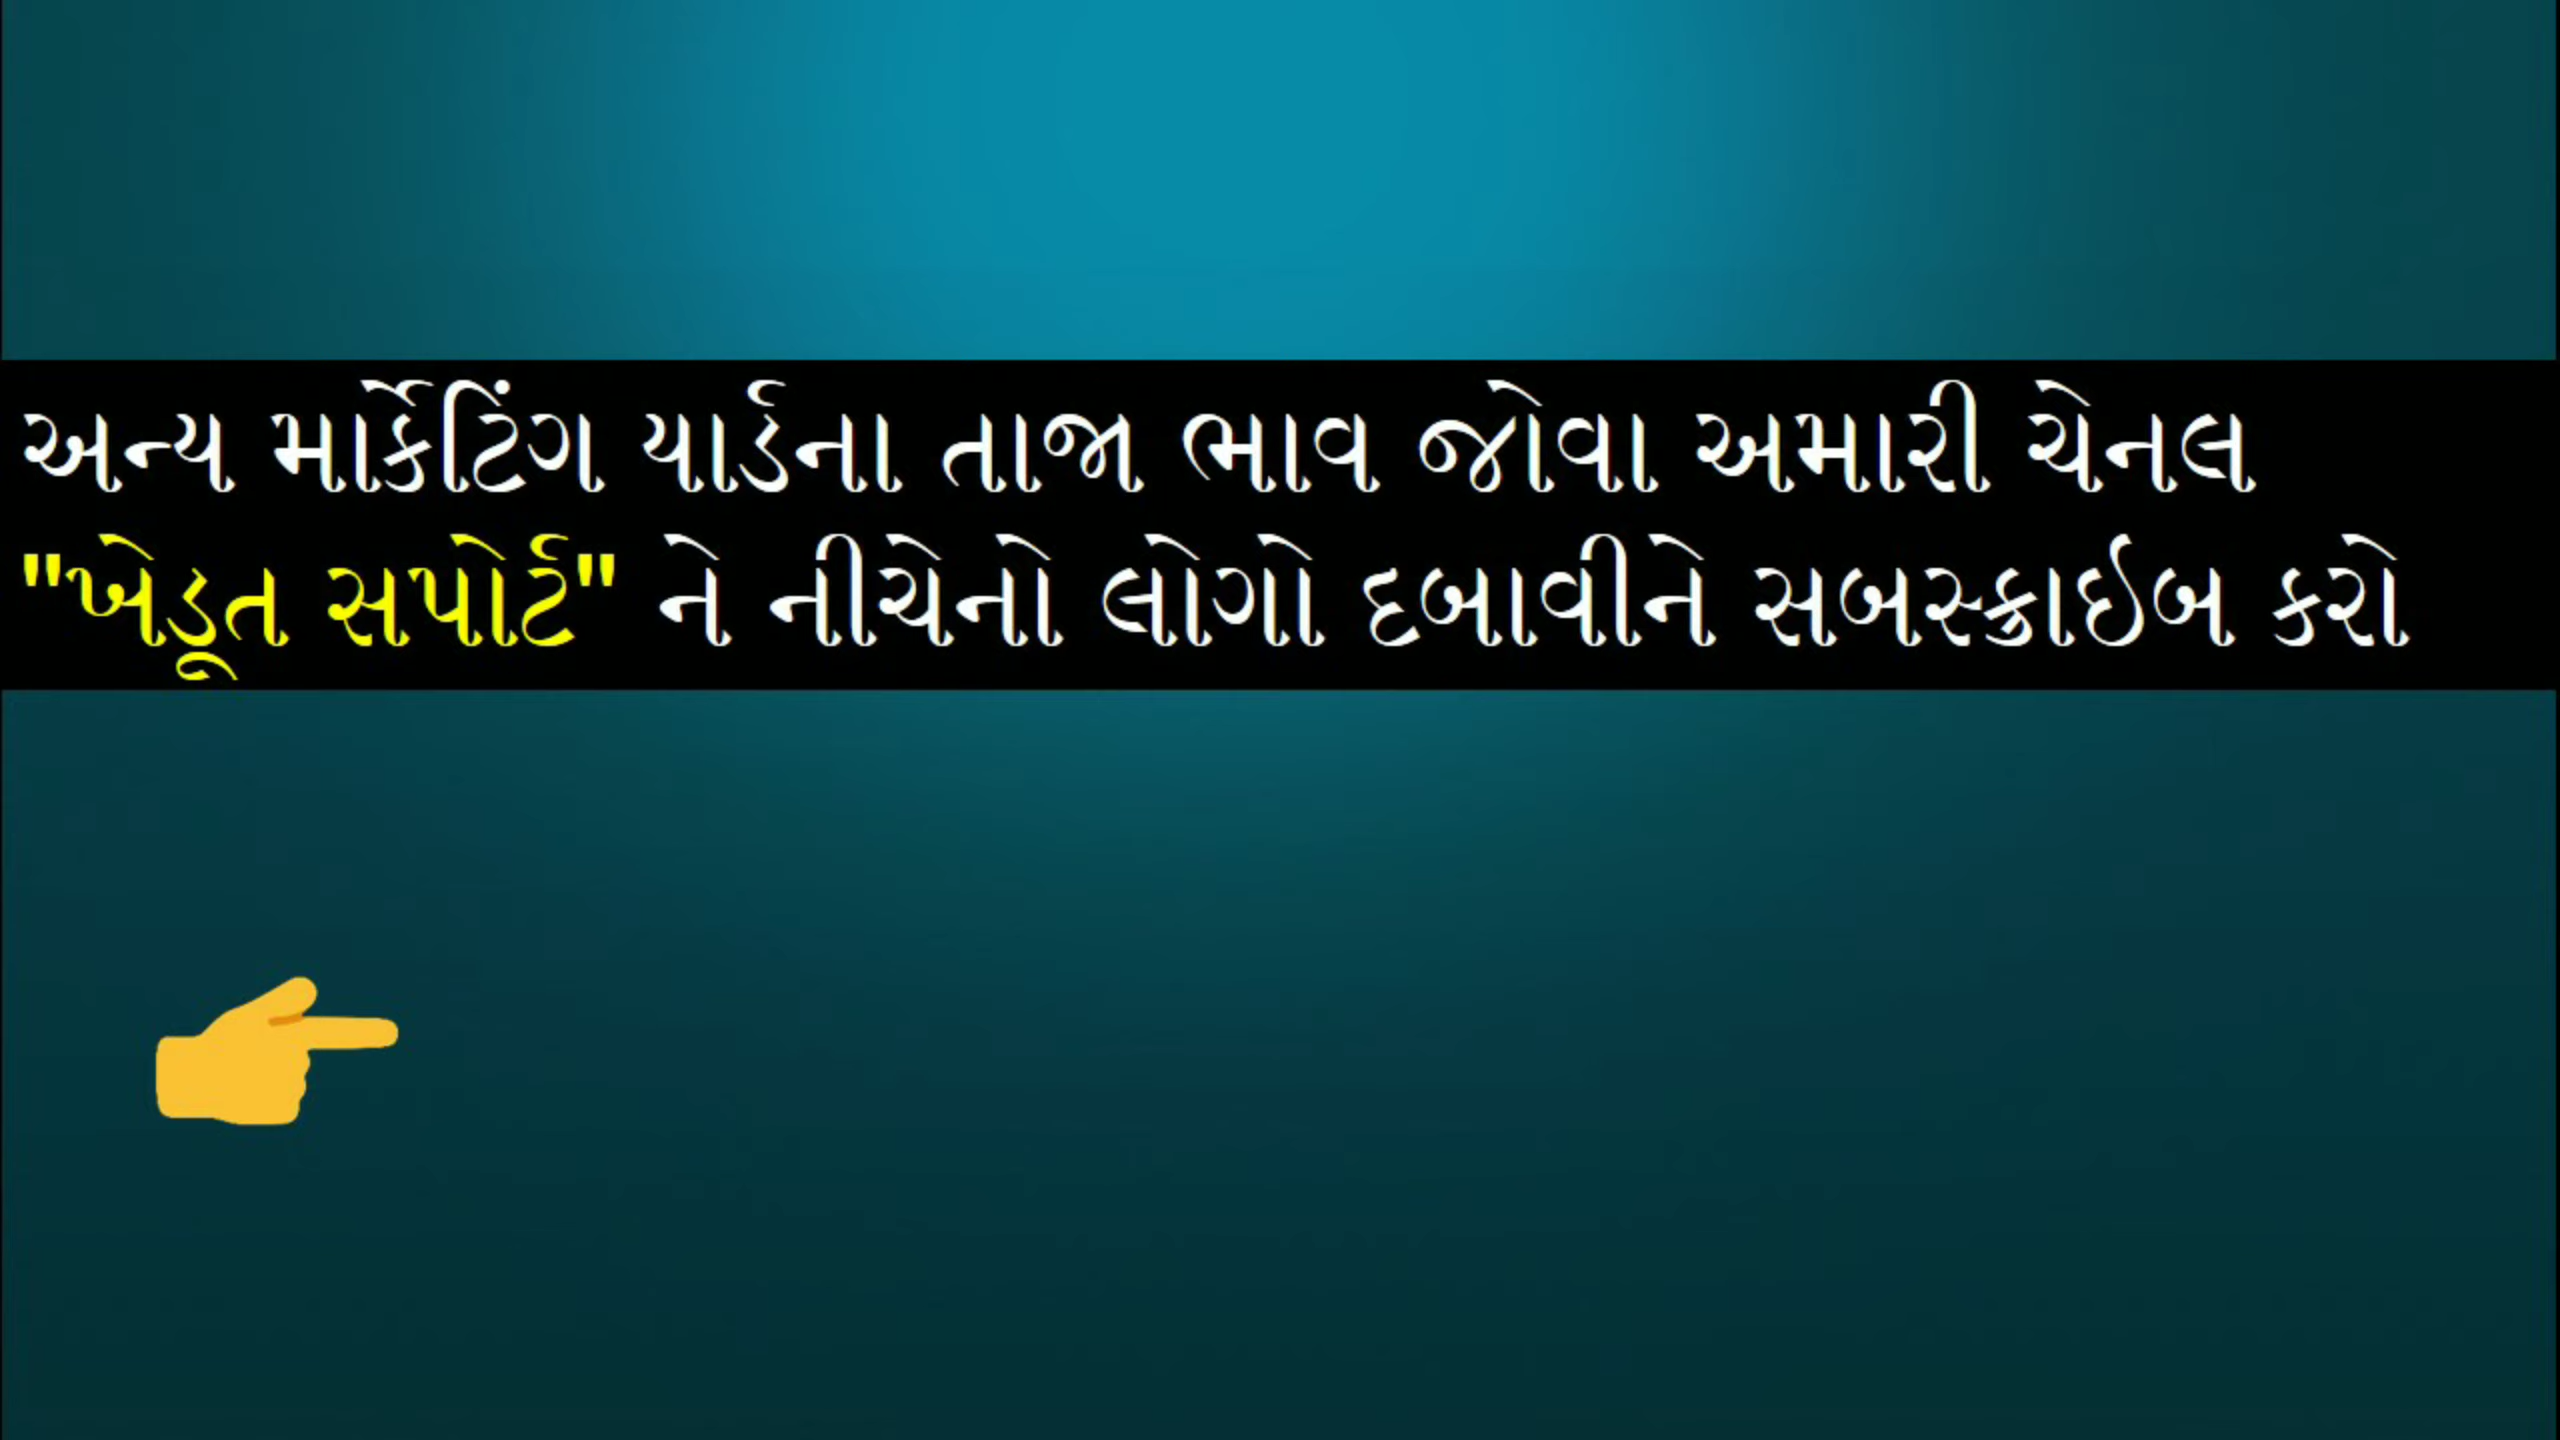 અન્ય માર્કેટિંગ યાર્ડના તાજા ભાવ જોવા અમારી ચેનલ
"ખેડૂત સપોર્ટ" ને નીચેનો લોગો દબાવીને સબસ્ક્રાઈબ કરો